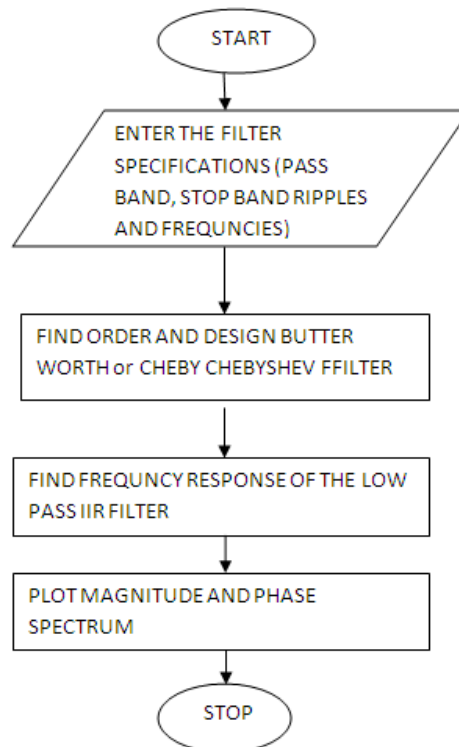 START
ENTER THE FILTER
SPECIFICATIONS (PASS
BAND, STOP BAND RIPPLES
AND FREQUNCIES)
FIND ORDER AND DESIGN BUTTER
WORTH or CHEBY CHEBYSHEV FFILTER
FIND FREQUNCY RESPONSE OF THE LOW
PASS IIR FILTER
PLOT MAGNITUDE AND PHASE
SPECTRUM
STOP